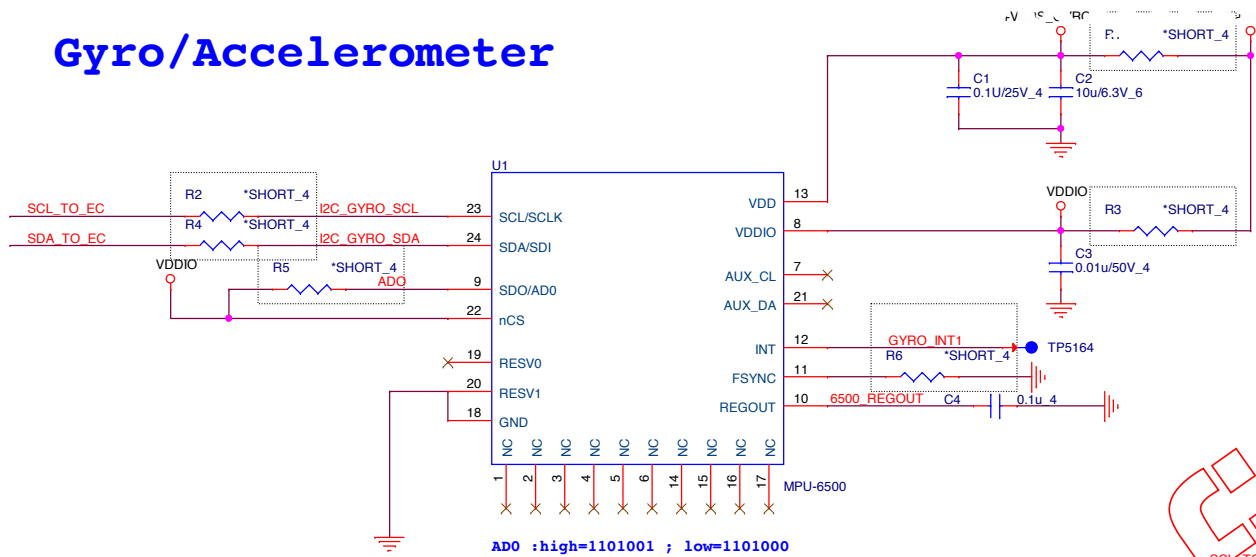 Gyro/Accelerometer
*SHORT_4
C1
0.1U/25V_4
C2
10u/6.3V_6
U1
R2
*SHORT_4
SCL_TO_EC
I2C_GYRO_SCL
23
SCL/SCLK
R4
*SHORT_4
SDA_TO_EC
I2C_GYRO_SDA
24
SDA/SDI
VDDIO
R5
*SHORT_4
ADO
9
SDO/AD0
22
nCS
19
RESV0
20
RESV1
18
GND
13
VDD
8
VDDIO
VDDIO
R3
*SHORT_4
C3
0.01u/50V_4
7
AUX_CL
21
AUX_DA
12
INT
GYRO_INT1
TP5164
R6
*SHORT_4
11
FSYNC
10
REGOUT
6500_REGOUT
C4
0.1u_4
NC NC NC NC NC NC NC NC NC NC
1 2 3 4 5 6 14 15 16 17
MPU-6500
AD0 :high=1101001 ; low=1101000